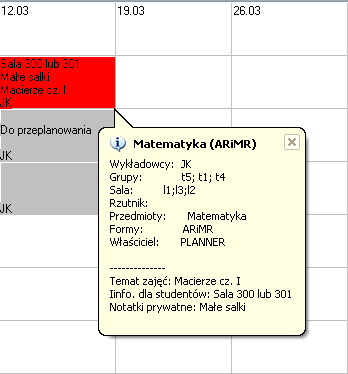 12.03
19.03
26.03
Sala 300 lub 301
Małe salki
Macierze cz. I
JK
Do przeplanowania
JK
JK
Matematyka (ARiMR)
Wykładowcy: JK
Grupy: t5; t1; t4
Sala: l1;l3;l2
Rzutnik:
Przedmioty: Matematyka
Formy: ARiMR
Właściciel: PLANNER
--------------
Temat zajęć: Macierze cz. I
Iinfo. dla studentów: Sala 300 lub 301
Notatki prywatne: Małe salki